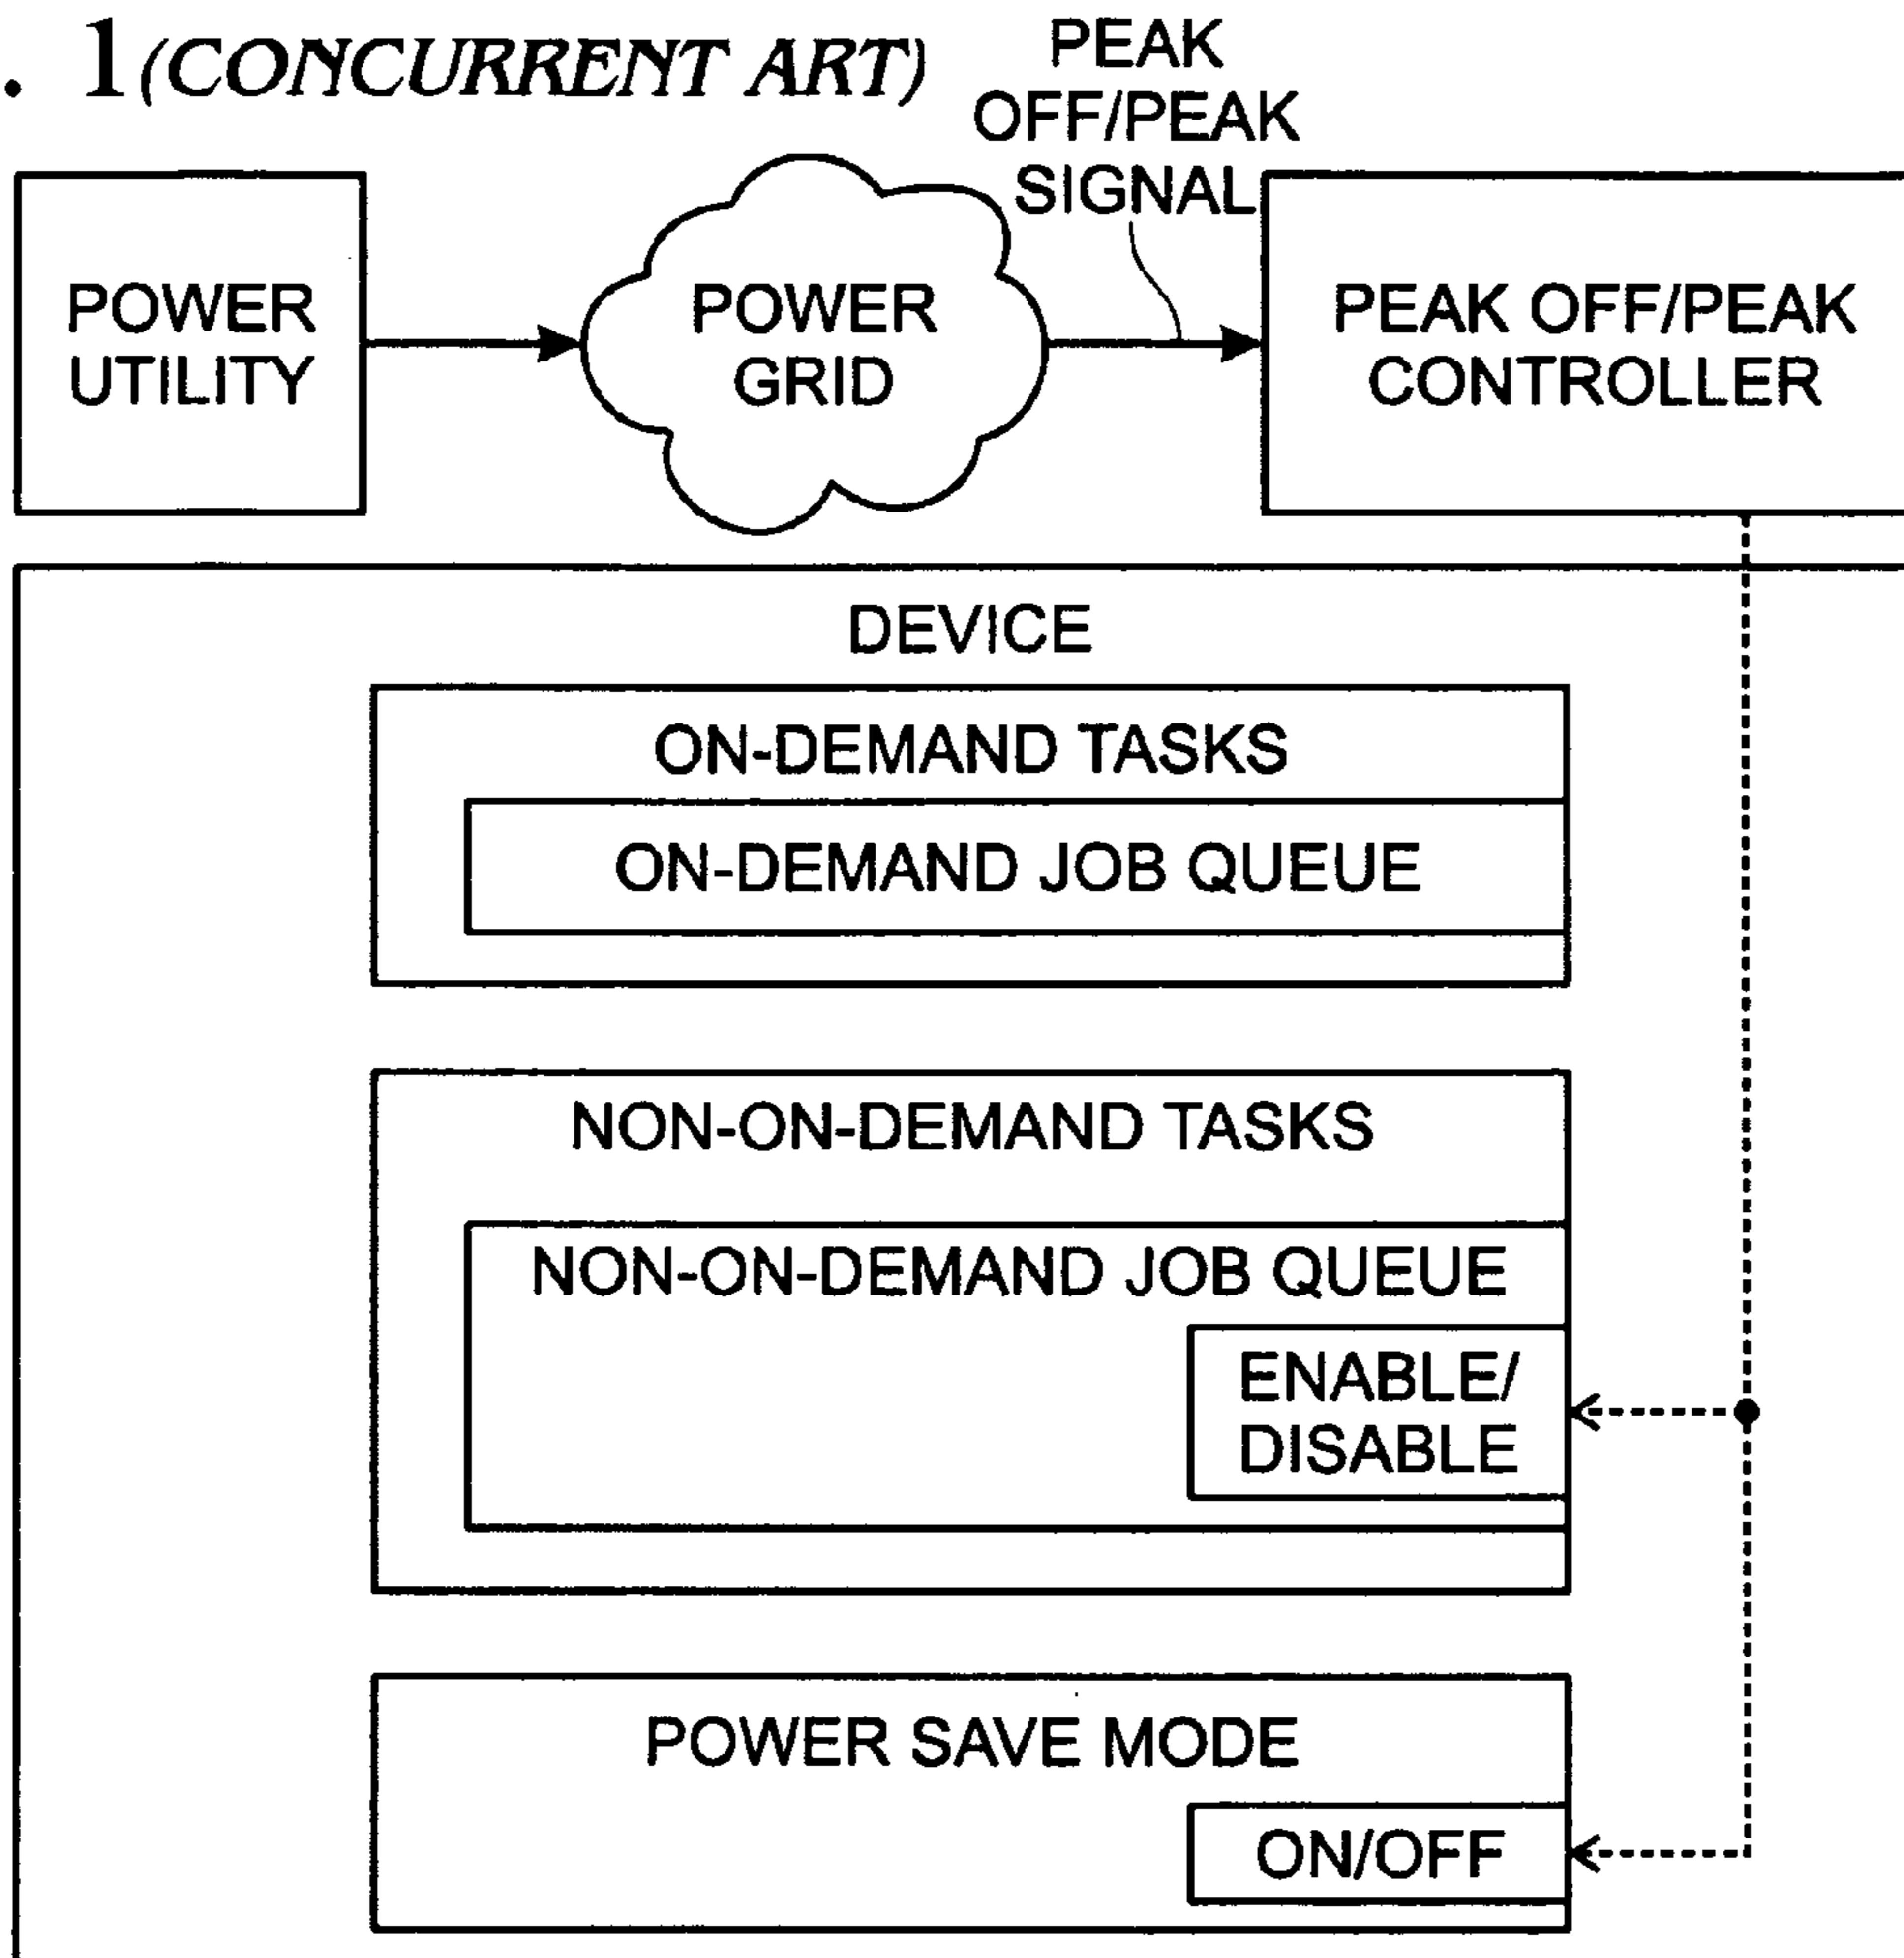 . 1 (CONCURRENT ART)
PEAK
OFF/PEAK
SIGNAL
POWER
UTILITY
POWER
GRID
PEAK OFF/PEAK
CONTROLLER
DEVICE
ON-DEMAND TASKS
ON-DEMAND JOB QUEUE
NON-ON-DEMAND TASKS
NON-ON-DEMAND JOB QUEUE
ENABLE/
DISABLE
POWER SAVE MODE
ON/OFF